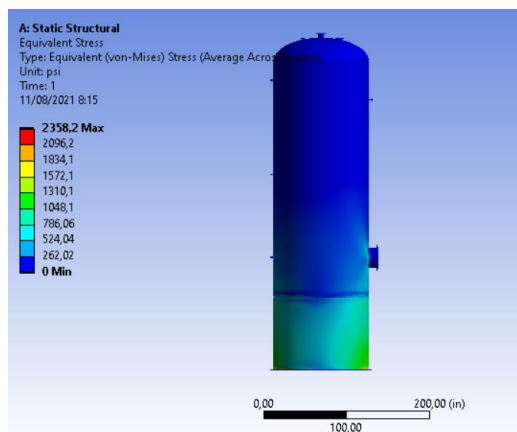 A: Static Structural
Equivalent Stress
Type: Equivalent (von-Mises) Stress (Average Across
Unit: psi
Time: 1
11/08/2021 8:15
2358,2 Max
2096,2
1834,1
1572,1
1310,1
1048,1
786,06
524,04
262,02
0 Min
0,00
200,00 (in)
100,00